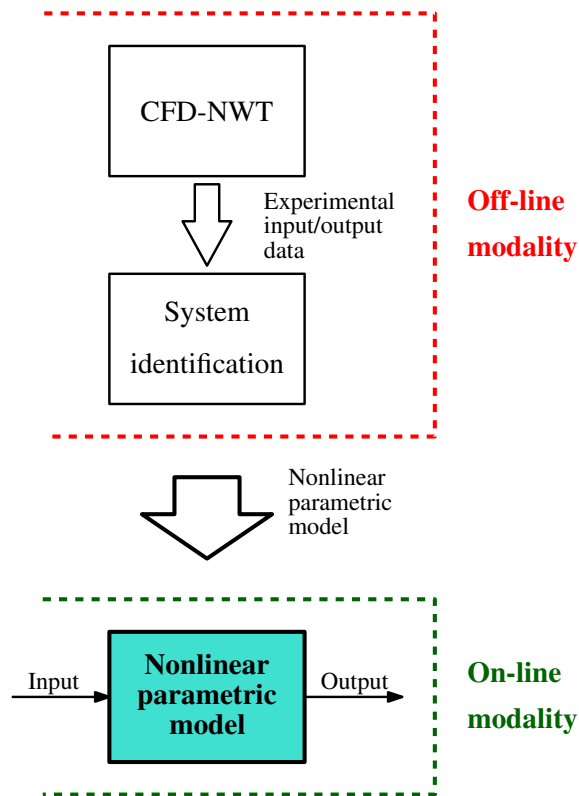 CFD-NWT
Experimental
input/output
data
System
identification
Off-line
modality
Nonlinear
parametric
model
Input
Nonlinear
parametric
model
Output
On-line
modality